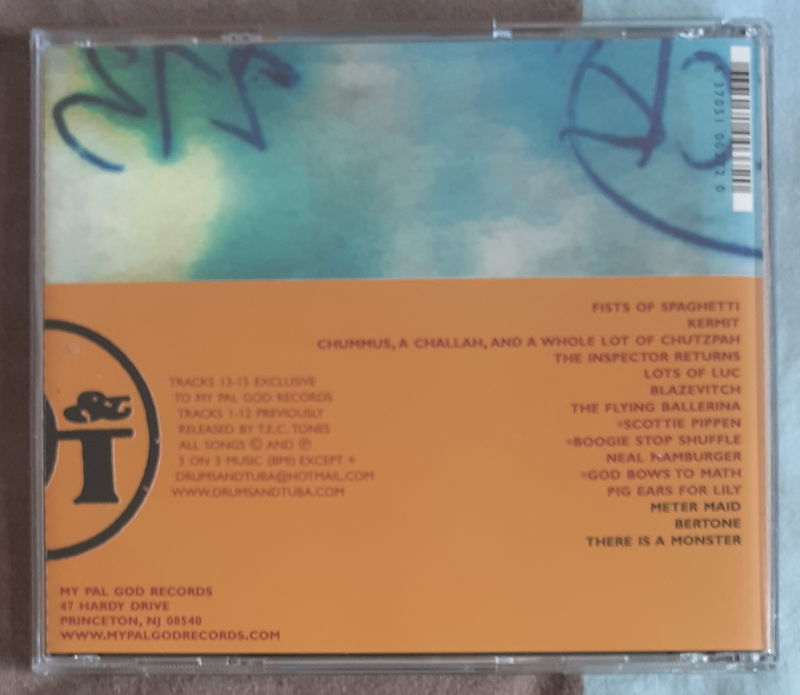 FISTS OF SPAGHETTI
KERMIT
CHUMMUS, A CHALLAH, AND A WHOLE LOT OF CHUTZPAH
THE INSPECTOR RETURNS
LOTS OF LUC
BLAZEVITCH
THE FLYING BALLERINA
*SCOTTIE PIPPEN
*BOOGIE STOP SHUFFLE
NEAL HAMBURGER
*GOD BOWS TO MATH
PIG EARS FOR LILY
METER MAID
BERTONE
THERE IS A MONSTER
TRACKS 13-15 EXCLUSIVE
TO MY PAL GOD RECORDS
TRACKS 1-12 PREVIOUSLY
RELEASED BY T.E.C. TONES
ALL SONGS © AND ℗
3 ON 3 MUSIC (BMI) EXCEPT *
DRUMSANDTUBA@HOTMAIL.COM
WWW.DRUMSANDTUBA.COM
MY PAL GOD RECORDS
47 HARDY DRIVE
PRINCETON, NJ 08540
WWW.MYPALGODRECORDS.COM